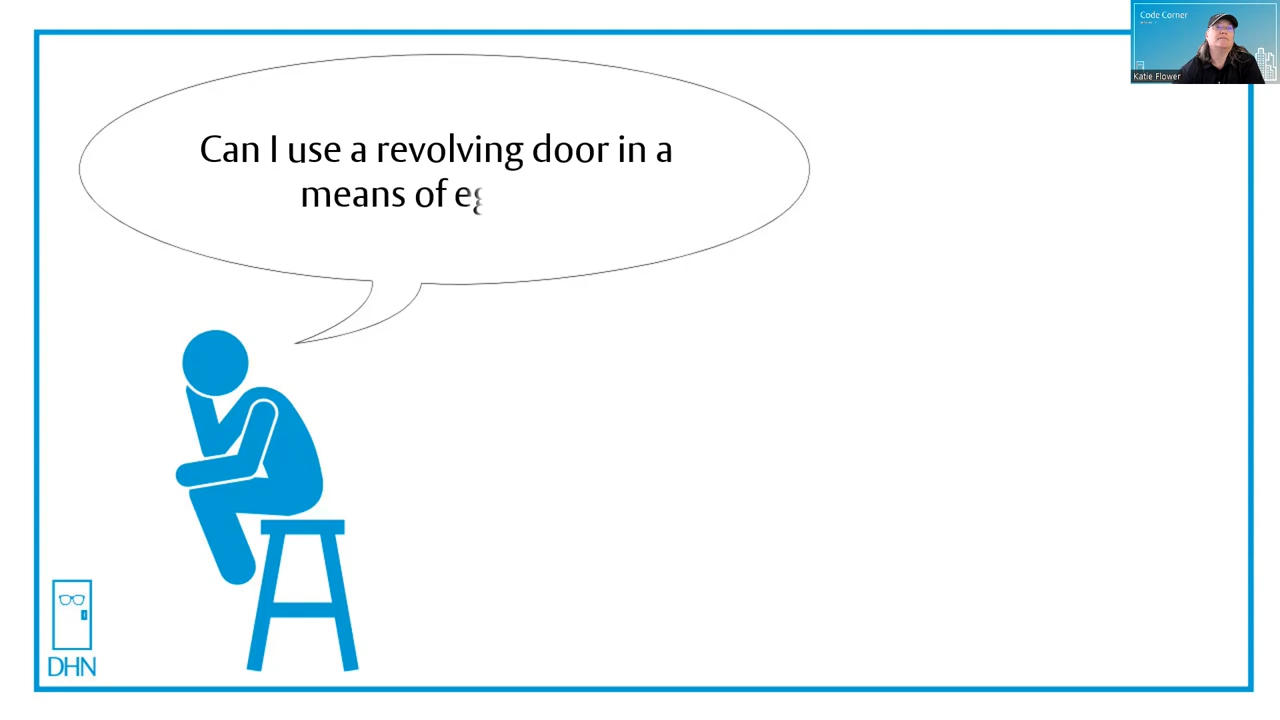 Code Corner
Katie Flower
Can I use a revolving door in a
means of
DHN